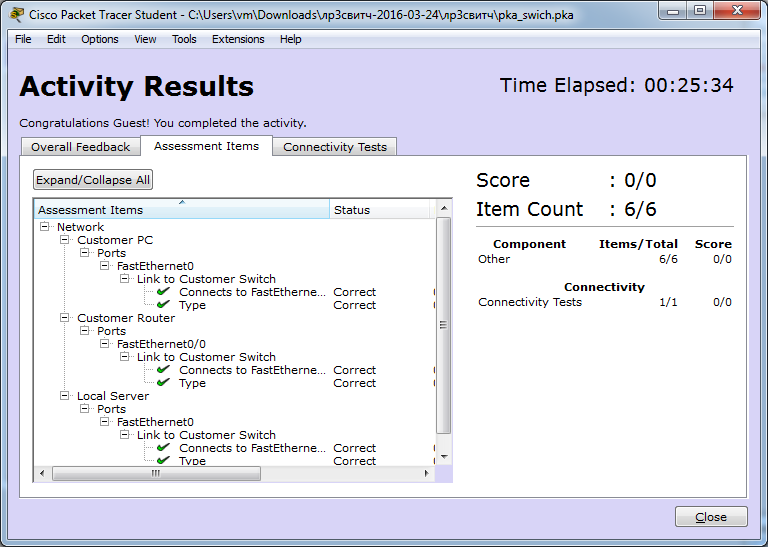 Cisco Packet Tracer Student - C:\Users\vm\Downloads\лр3свитч-2016-03-24\лр3свитч\pka_swich.pka
File Edit Options View Tools Extensions Help
Activity Results
Time Elapsed: 00:25:34
Congratulations Guest! You completed the activity.
Overall Feedback Assessment Items Connectivity Tests
Expand/Collapse All
Assessment Items Status
Network
Customer PC
Ports
FastEthernet0
Link to Customer Switch
Connects to FastEtherne... Correct
Type Correct
Customer Router
Ports
FastEthernet0/0
Link to Customer Switch
Connects to FastEtherne... Correct
Type Correct
Local Server
Ports
FastEthernet0
Link to Customer Switch
Connects to FastEtherne... Correct
Type Correct
Score : 0/0
Item Count : 6/6
Component Items/Total Score
Other 6/6 0/0
Connectivity
Connectivity Tests 1/1 0/0
Close